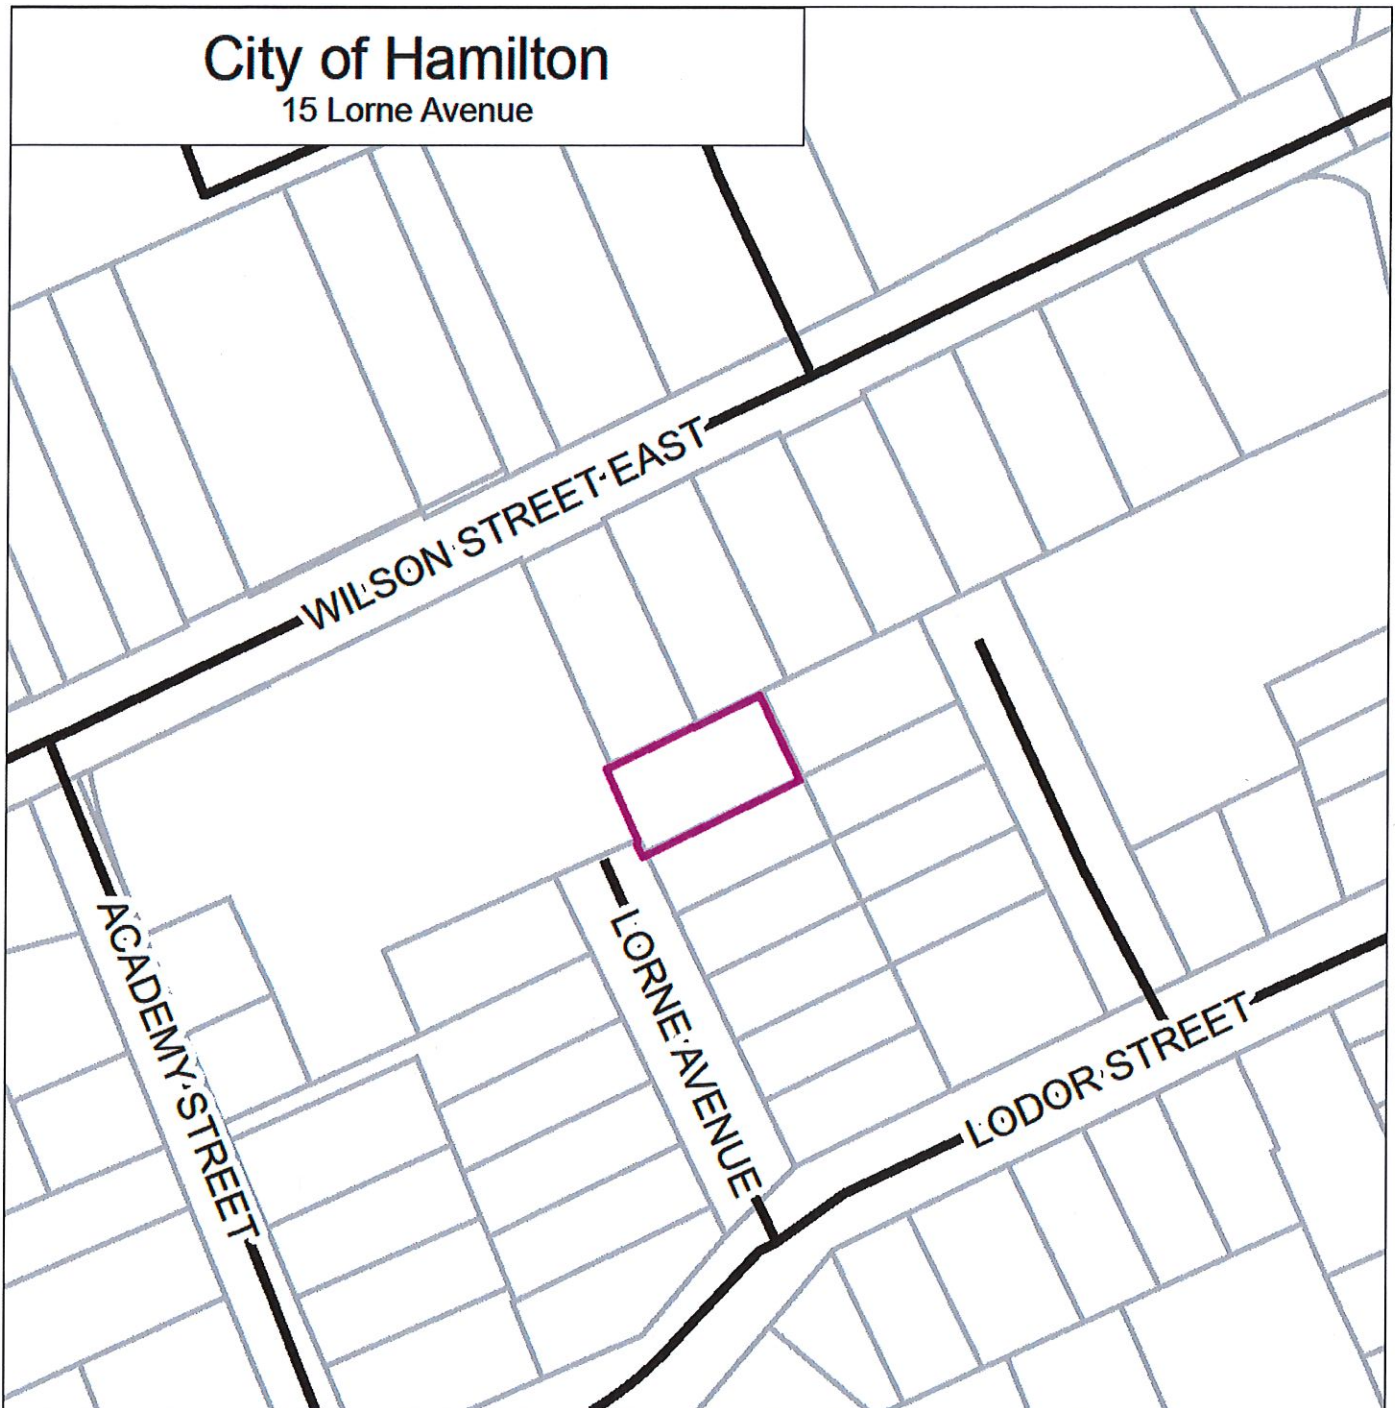 City of Hamilton
15 Lorne Avenue
WILSON STREET EAST
ACADEMY STREET
LORNE AVENUE
LODOR STREET